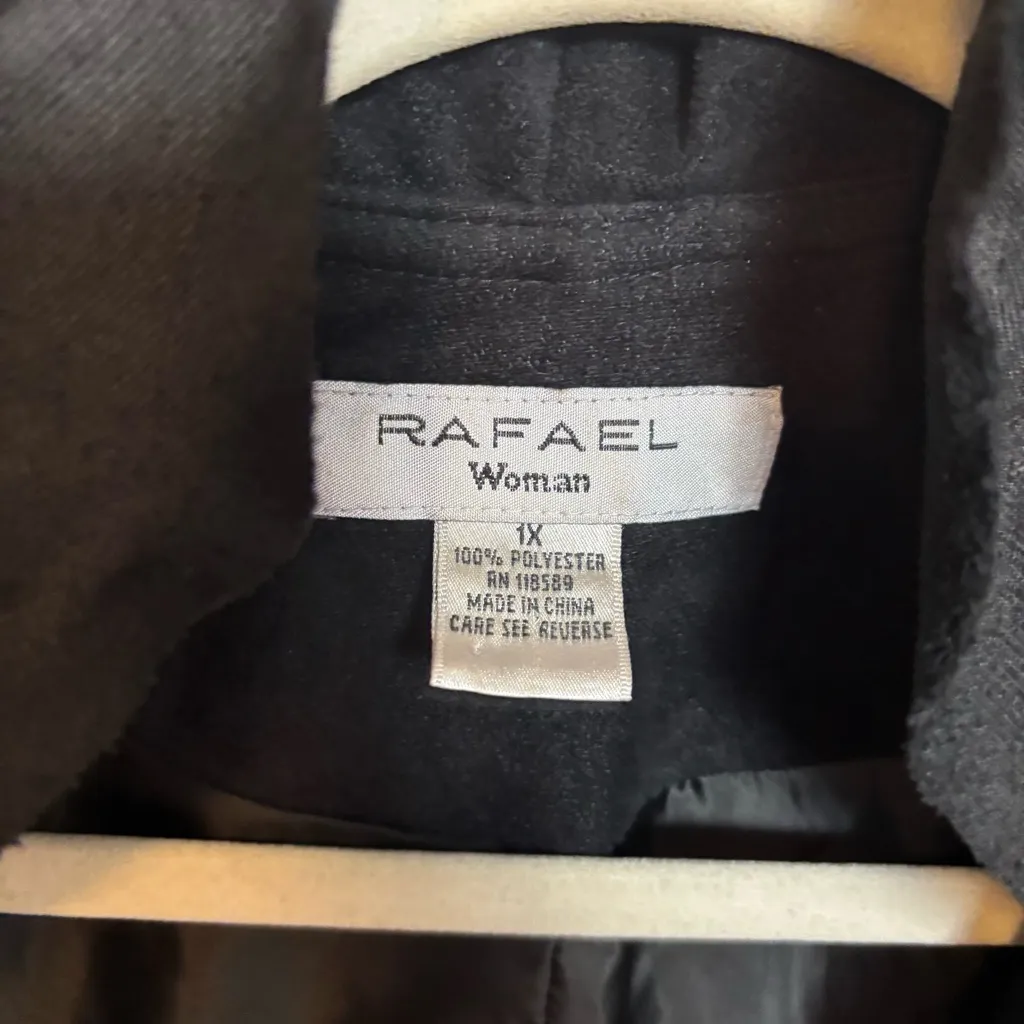 RAFAEL
Woman
1X
100% POLYESTER
RN 118589
MADE IN CHINA
CARE SEE REVERSE